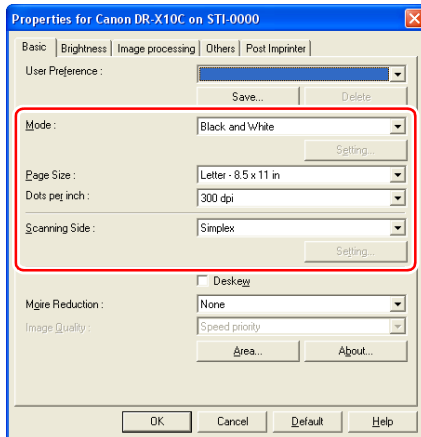 Properties for Canon DR-X10C on STI-0000
Basic Brightness Image processing Others Post Imprinter
User Preference :
Save... Delete
Mode : Black and White
Setting...
Page Size : Letter - 8.5 x 11 in
Dots per inch : 300 dpi
Scanning Side : Simplex
Setting...
Deskew
Moire Reduction : None
Image Quality : Speed priority
Area... About...
OK Cancel Default Help